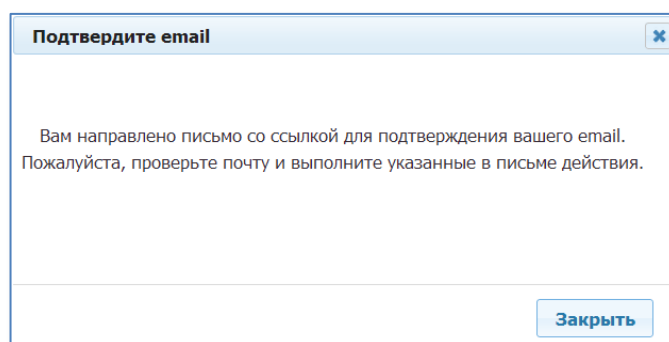 Подтвердите email
Вам направлено письмо со ссылкой для подтверждения вашего email.
Пожалуйста, проверьте почту и выполните указанные в письме действия.
Закрыть